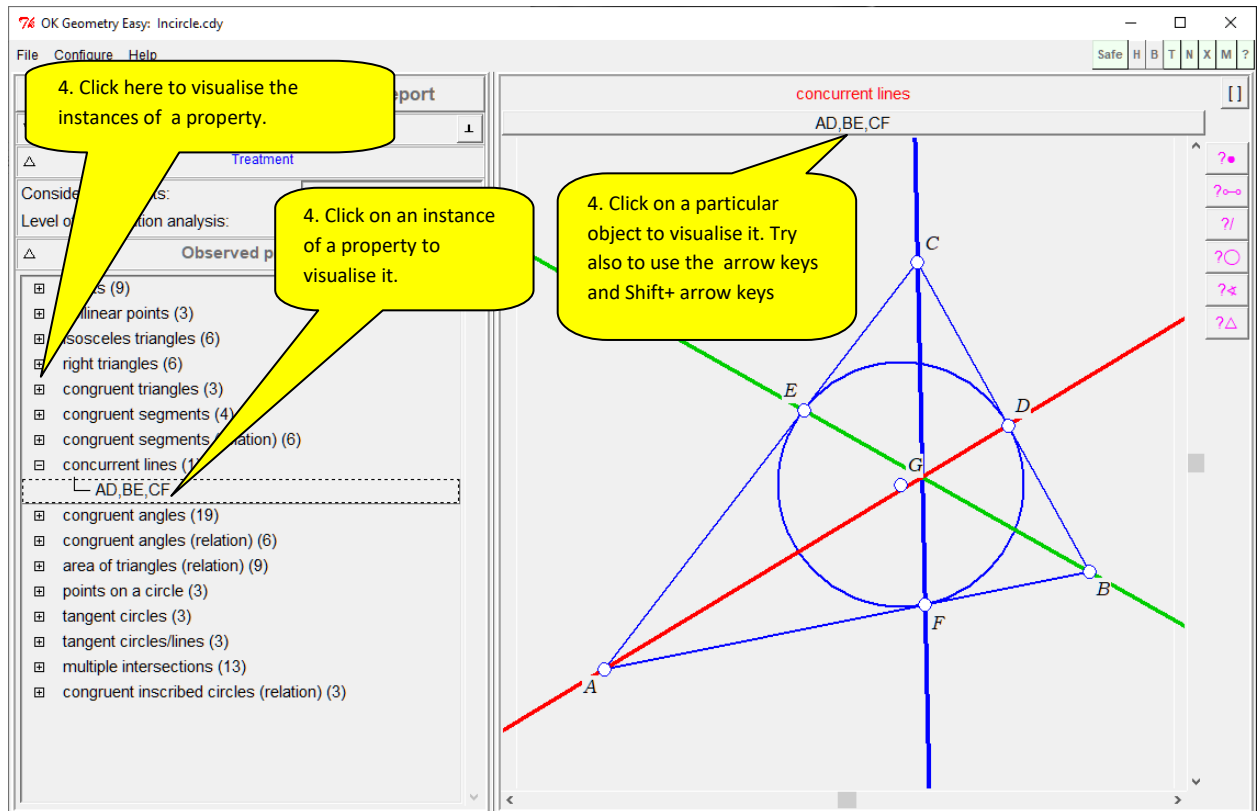 OK Geometry Easy: Incircle.cdy
File Configure Help
Safe H B T N X M ?
4. Click here to visualise the
instances of a property.
port
Treatment
Level of
tion analysis:
4. Click on an instance
of a property to
visualise it.
Observed p
(9)
linear points (3)
isosceles triangles (6)
right triangles (6)
congruent triangles (3)
congruent segments (4)
congruent segments (6)
concurrent lines (1
AD,BE,CF
congruent angles (19)
congruent angles (relation) (6)
area of triangles (relation) (9)
points on a circle (3)
tangent circles (3)
tangent circles/lines (3)
multiple intersections (13)
congruent inscribed circles (relation) (3)
concurrent lines
[ ]
AD,BE,CF
4. Click on a particular
object to visualise it. Try
also to use the arrow keys
and Shift+ arrow keys
?
?
?/
?
?
?
C
E
D
G
B
F
A